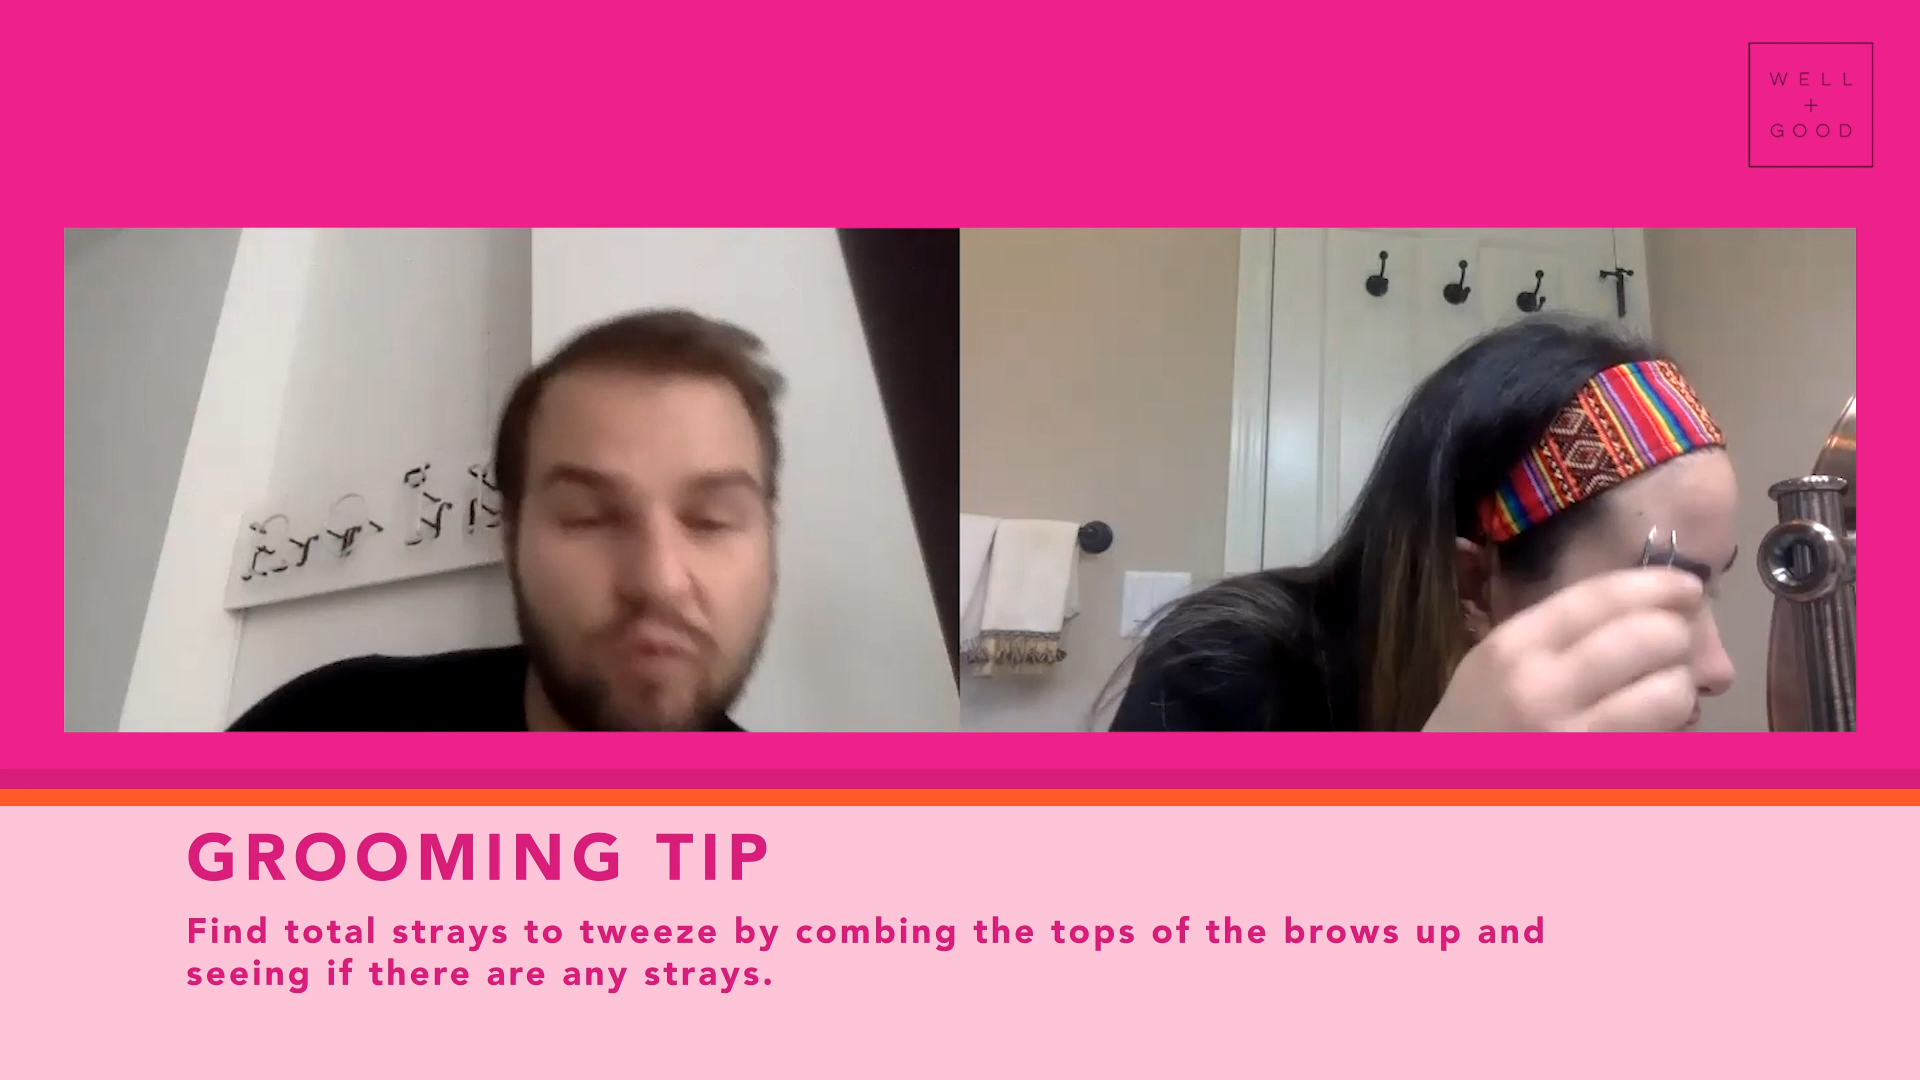 WELL
+
GOOD
GROOMING TIP
Find total strays to tweeze by combing the tops of the brows up and
seeing if there are any strays.